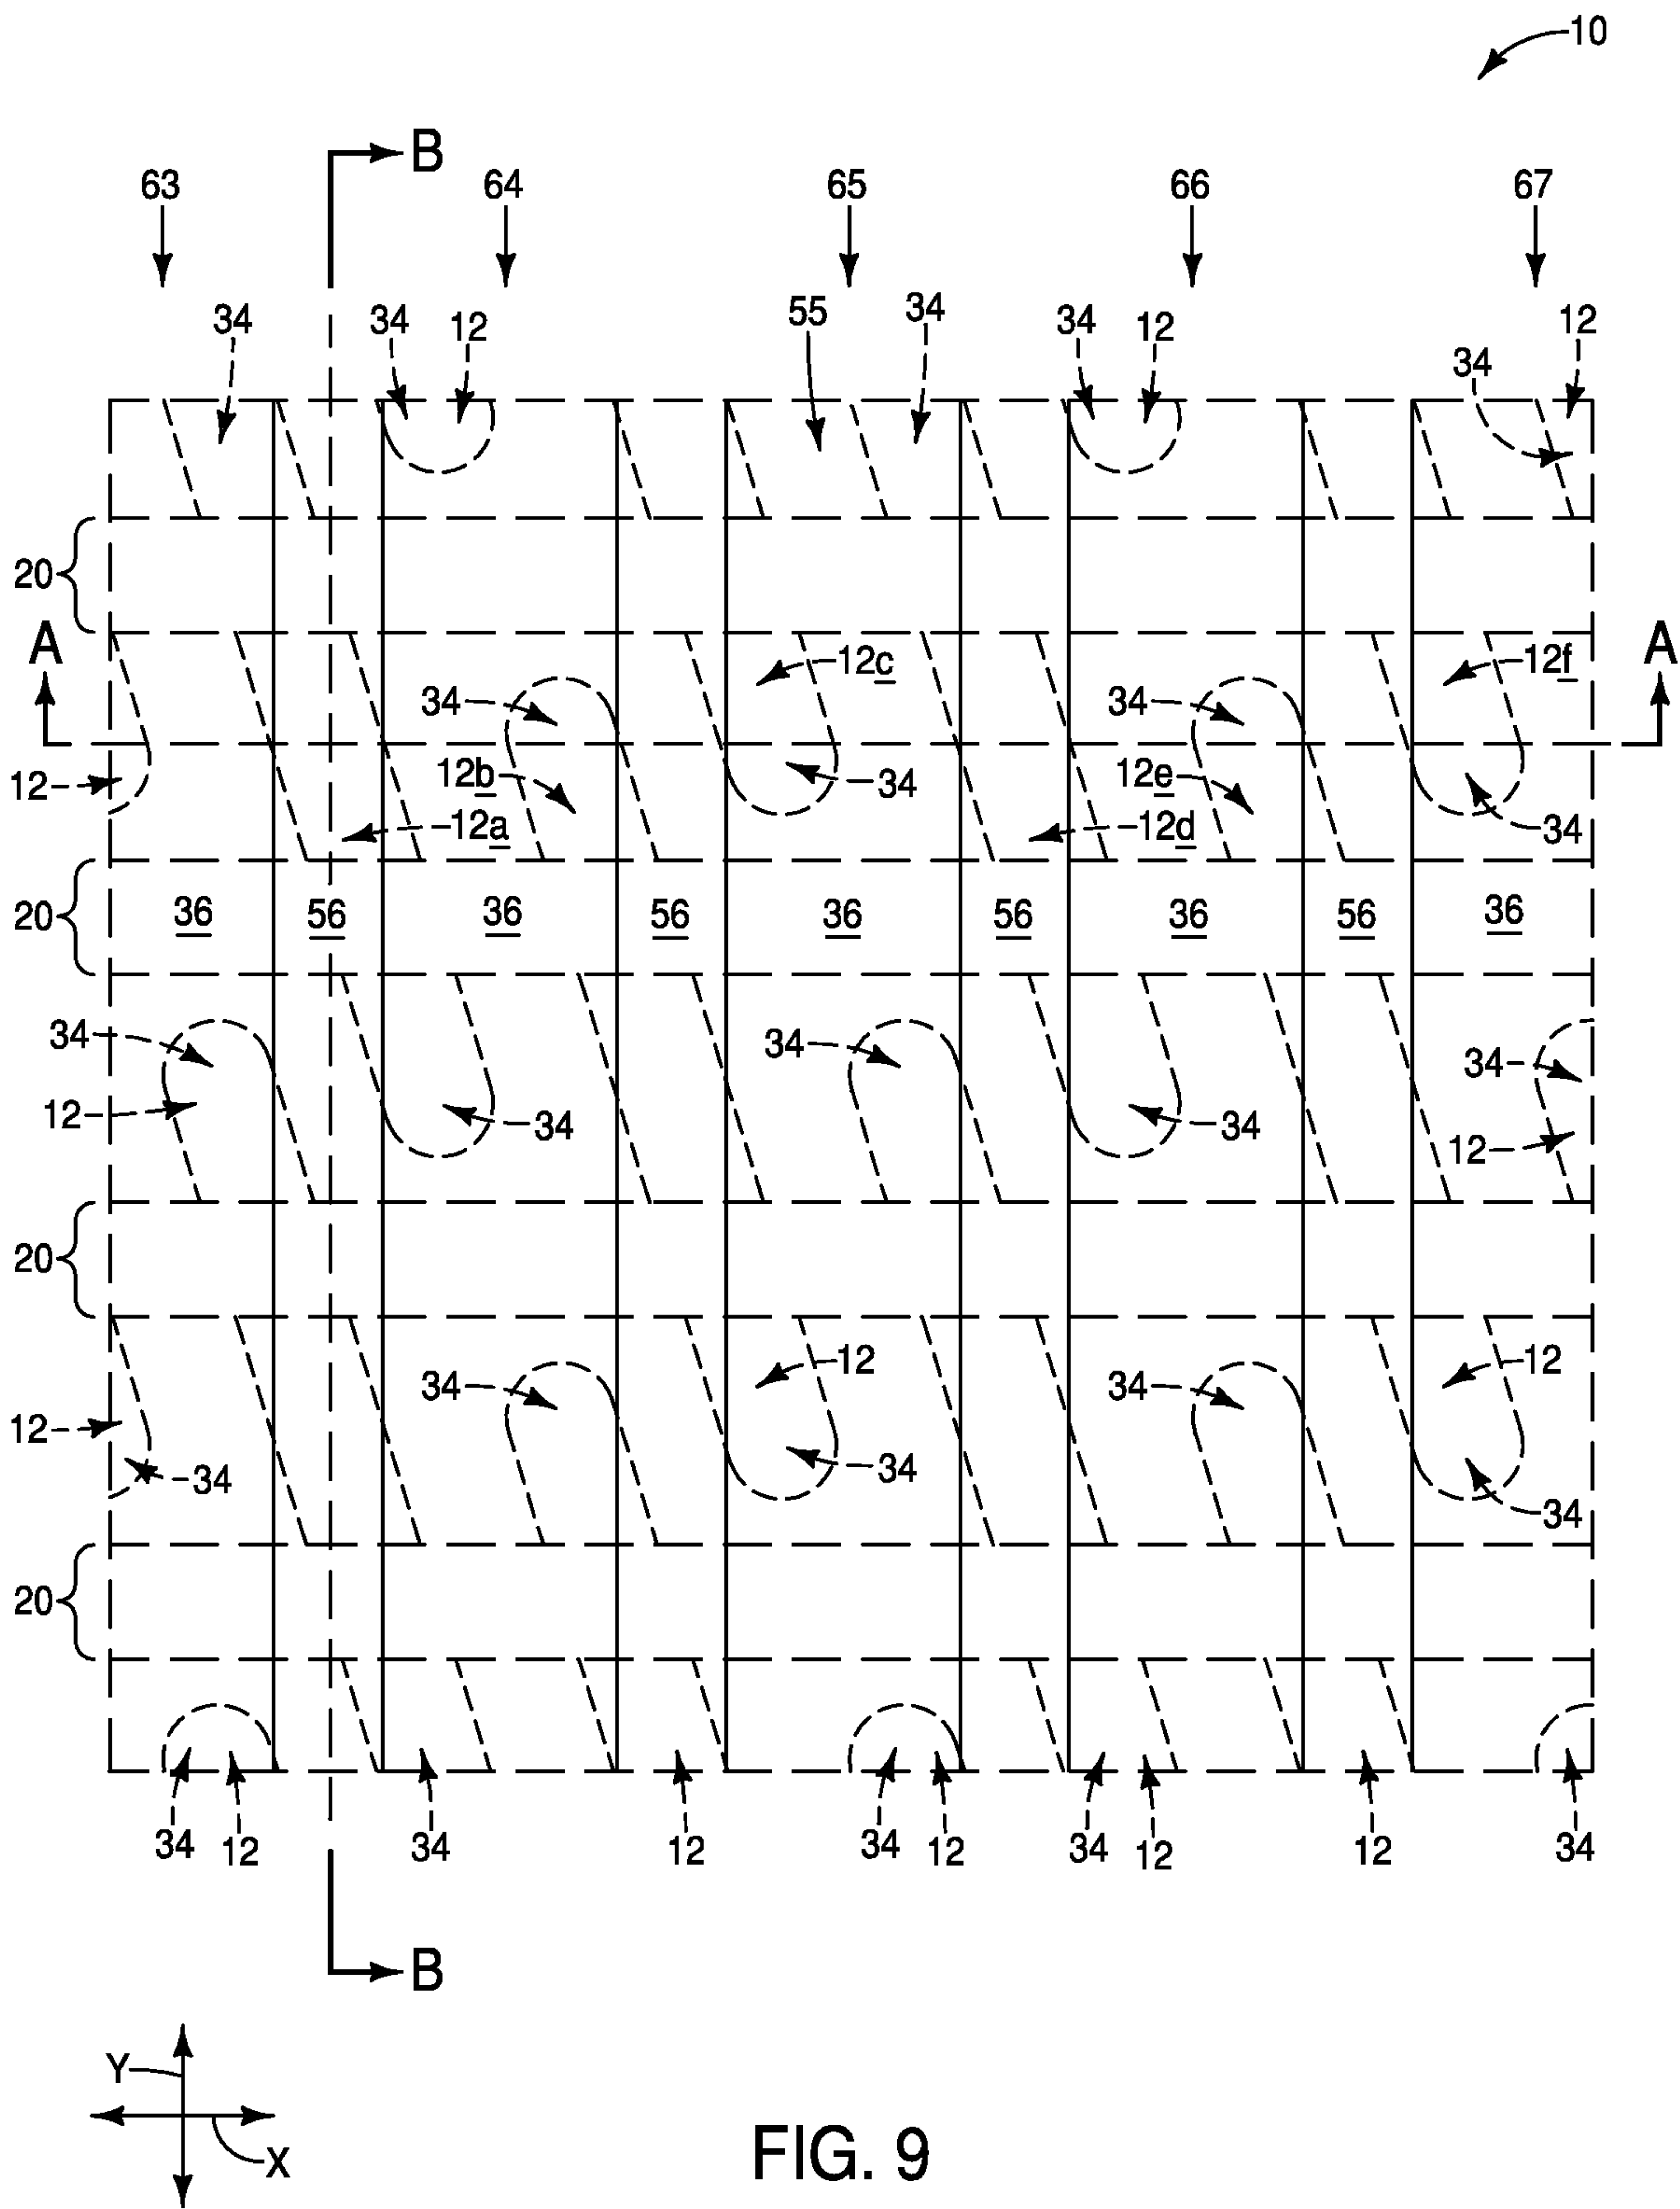 10
B
63 64 65 66 67
34 34 12 55 34 34 12 34 12
20
A 12c 12f A
34 34
12 12b 34 12e
12a 12d 34
20 36 56 36 56 36 56 36 56 36
34 34 34
12 34 34 12
20
12 12
34 34
12 34 34 34
34
20
34 12 34 12 34 12 34 12 12 34
B
Y
X
FIG. 9